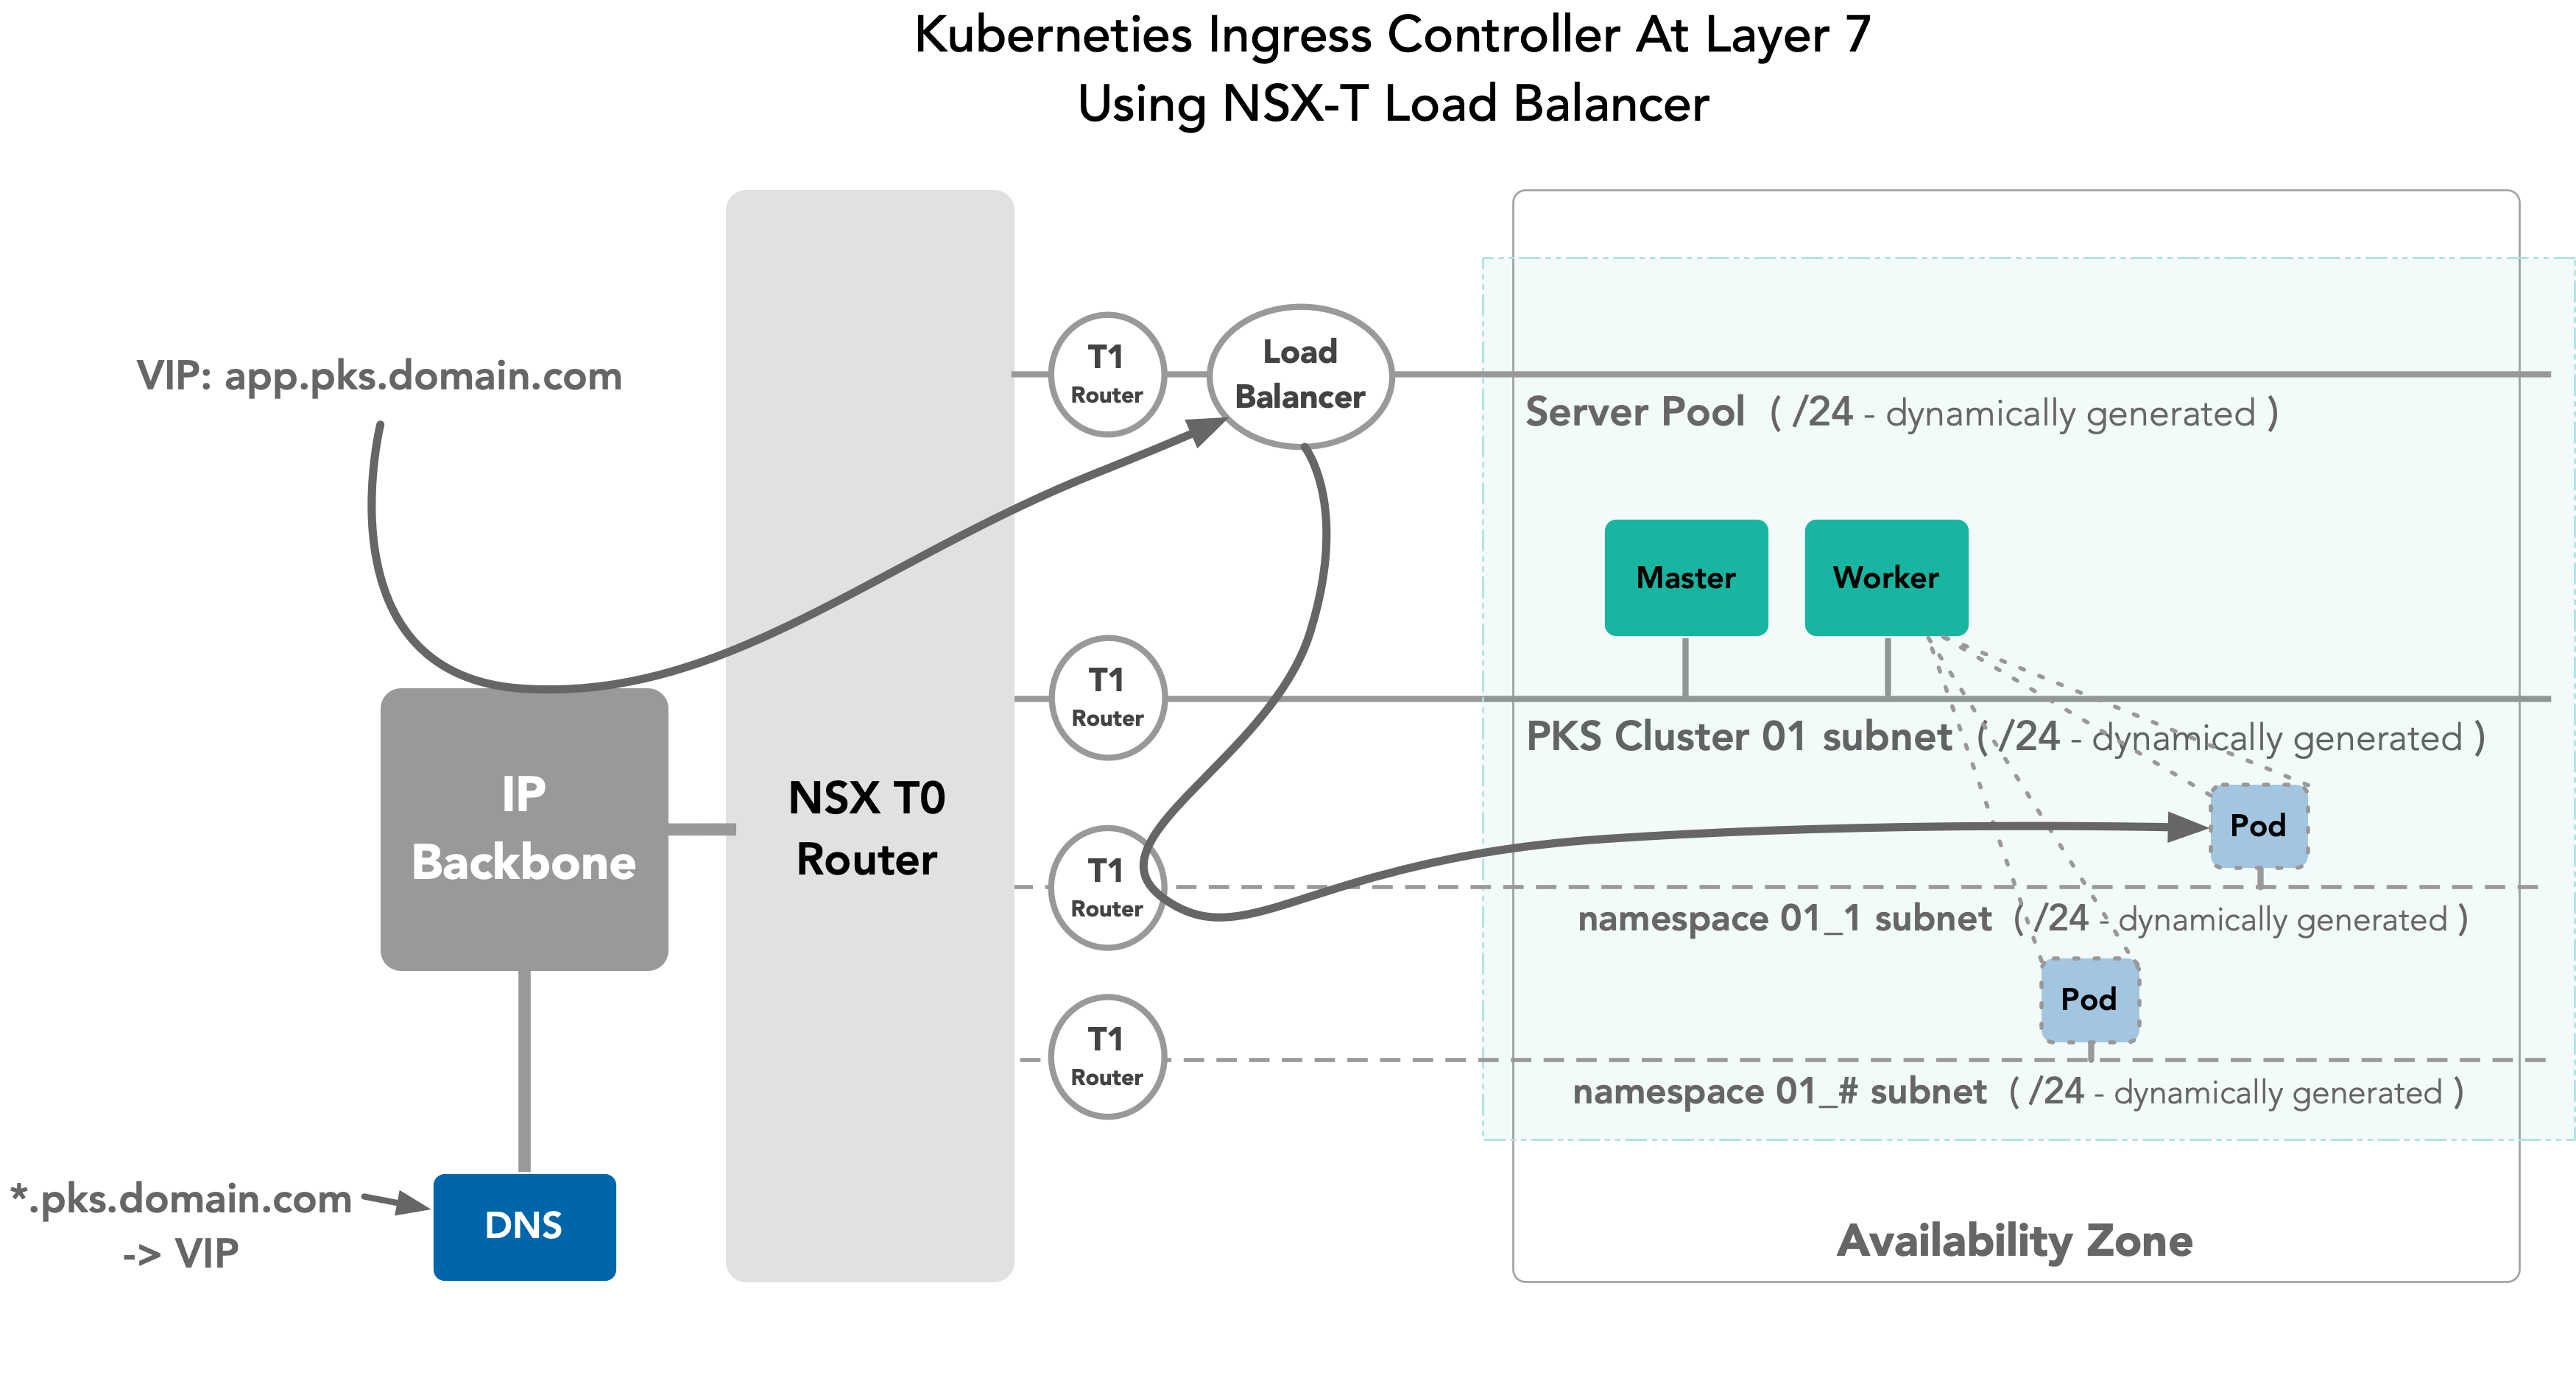 Kuberneties Ingress Controller At Layer 7
Using NSX-T Load Balancer
VIP: app.pks.domain.com
T1
Router
Load
Balancer
Server Pool ( /24 - dynamically generated )
Master
Worker
T1
Router
PKS Cluster 01 subnet ( /24 - dynamically generated )
IP
Backbone
NSX T0
Router
Pod
T1
Router
namespace 01_1 subnet ( /24 - dynamically generated )
Pod
T1
Router
namespace 01_# subnet ( /24 - dynamically generated )
*.pks.domain.com
-> VIP
DNS
Availability Zone